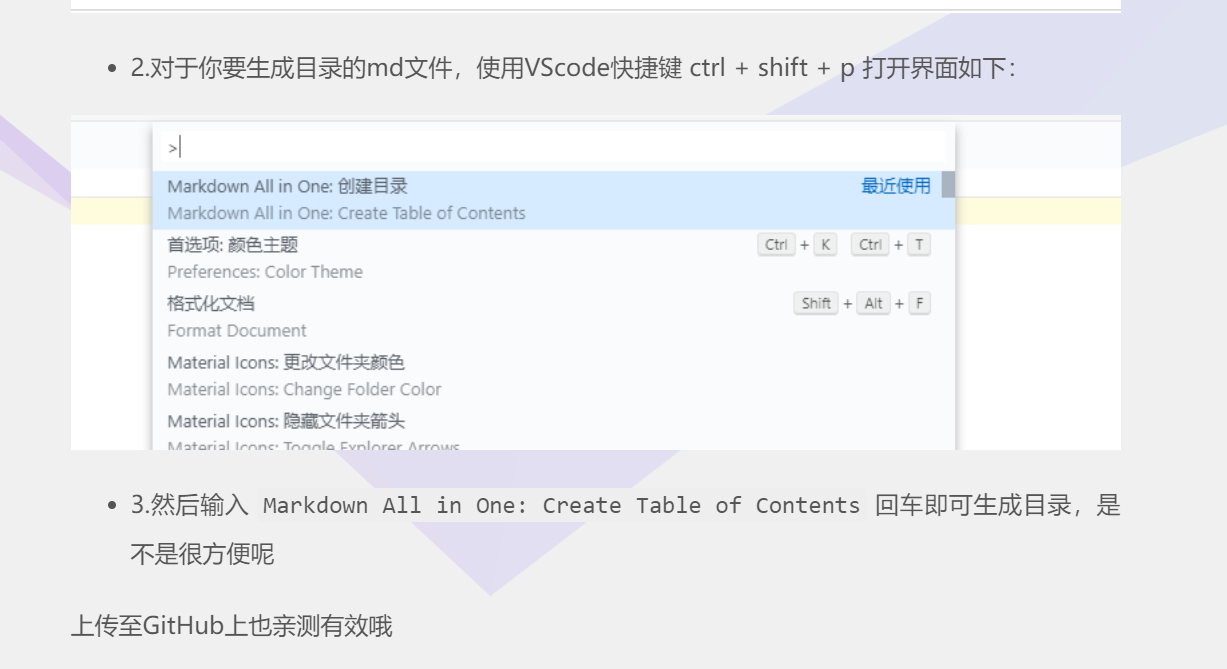 • 2.对于你要生成目录的md文件，使用VScode快捷键 ctrl + shift + p 打开界面如下：
>
Markdown All in One: 创建目录 最近使用
Markdown All in One: Create Table of Contents
首选项: 颜色主题 Ctrl + K Ctrl + T
Preferences: Color Theme
格式化文档 Shift + Alt + F
Format Document
Material Icons: 更改文件夹颜色
Material Icons: Change Folder Color
Material Icons: 隐藏文件夹箭头
Material Icons: Toggle Explorer Arrows
• 3.然后输入 Markdown All in One: Create Table of Contents 回车即可生成目录，是
不是很方便呢
上传至GitHub上也亲测有效哦